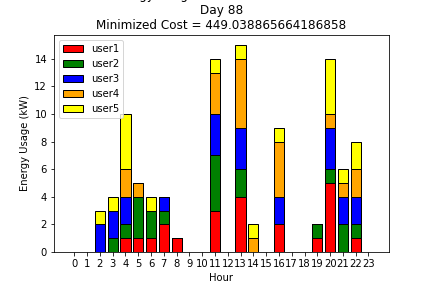 Day 88
Minimized Cost = 449.038865664186858
user1
user2
user3
user4
user5
Energy Usage (kW)
14
12
10
8
6
4
2
0
0 1 2 3 4 5 6 7 8 9 10 11 12 13 14 15 16 17 18 19 20 21 22 23
Hour